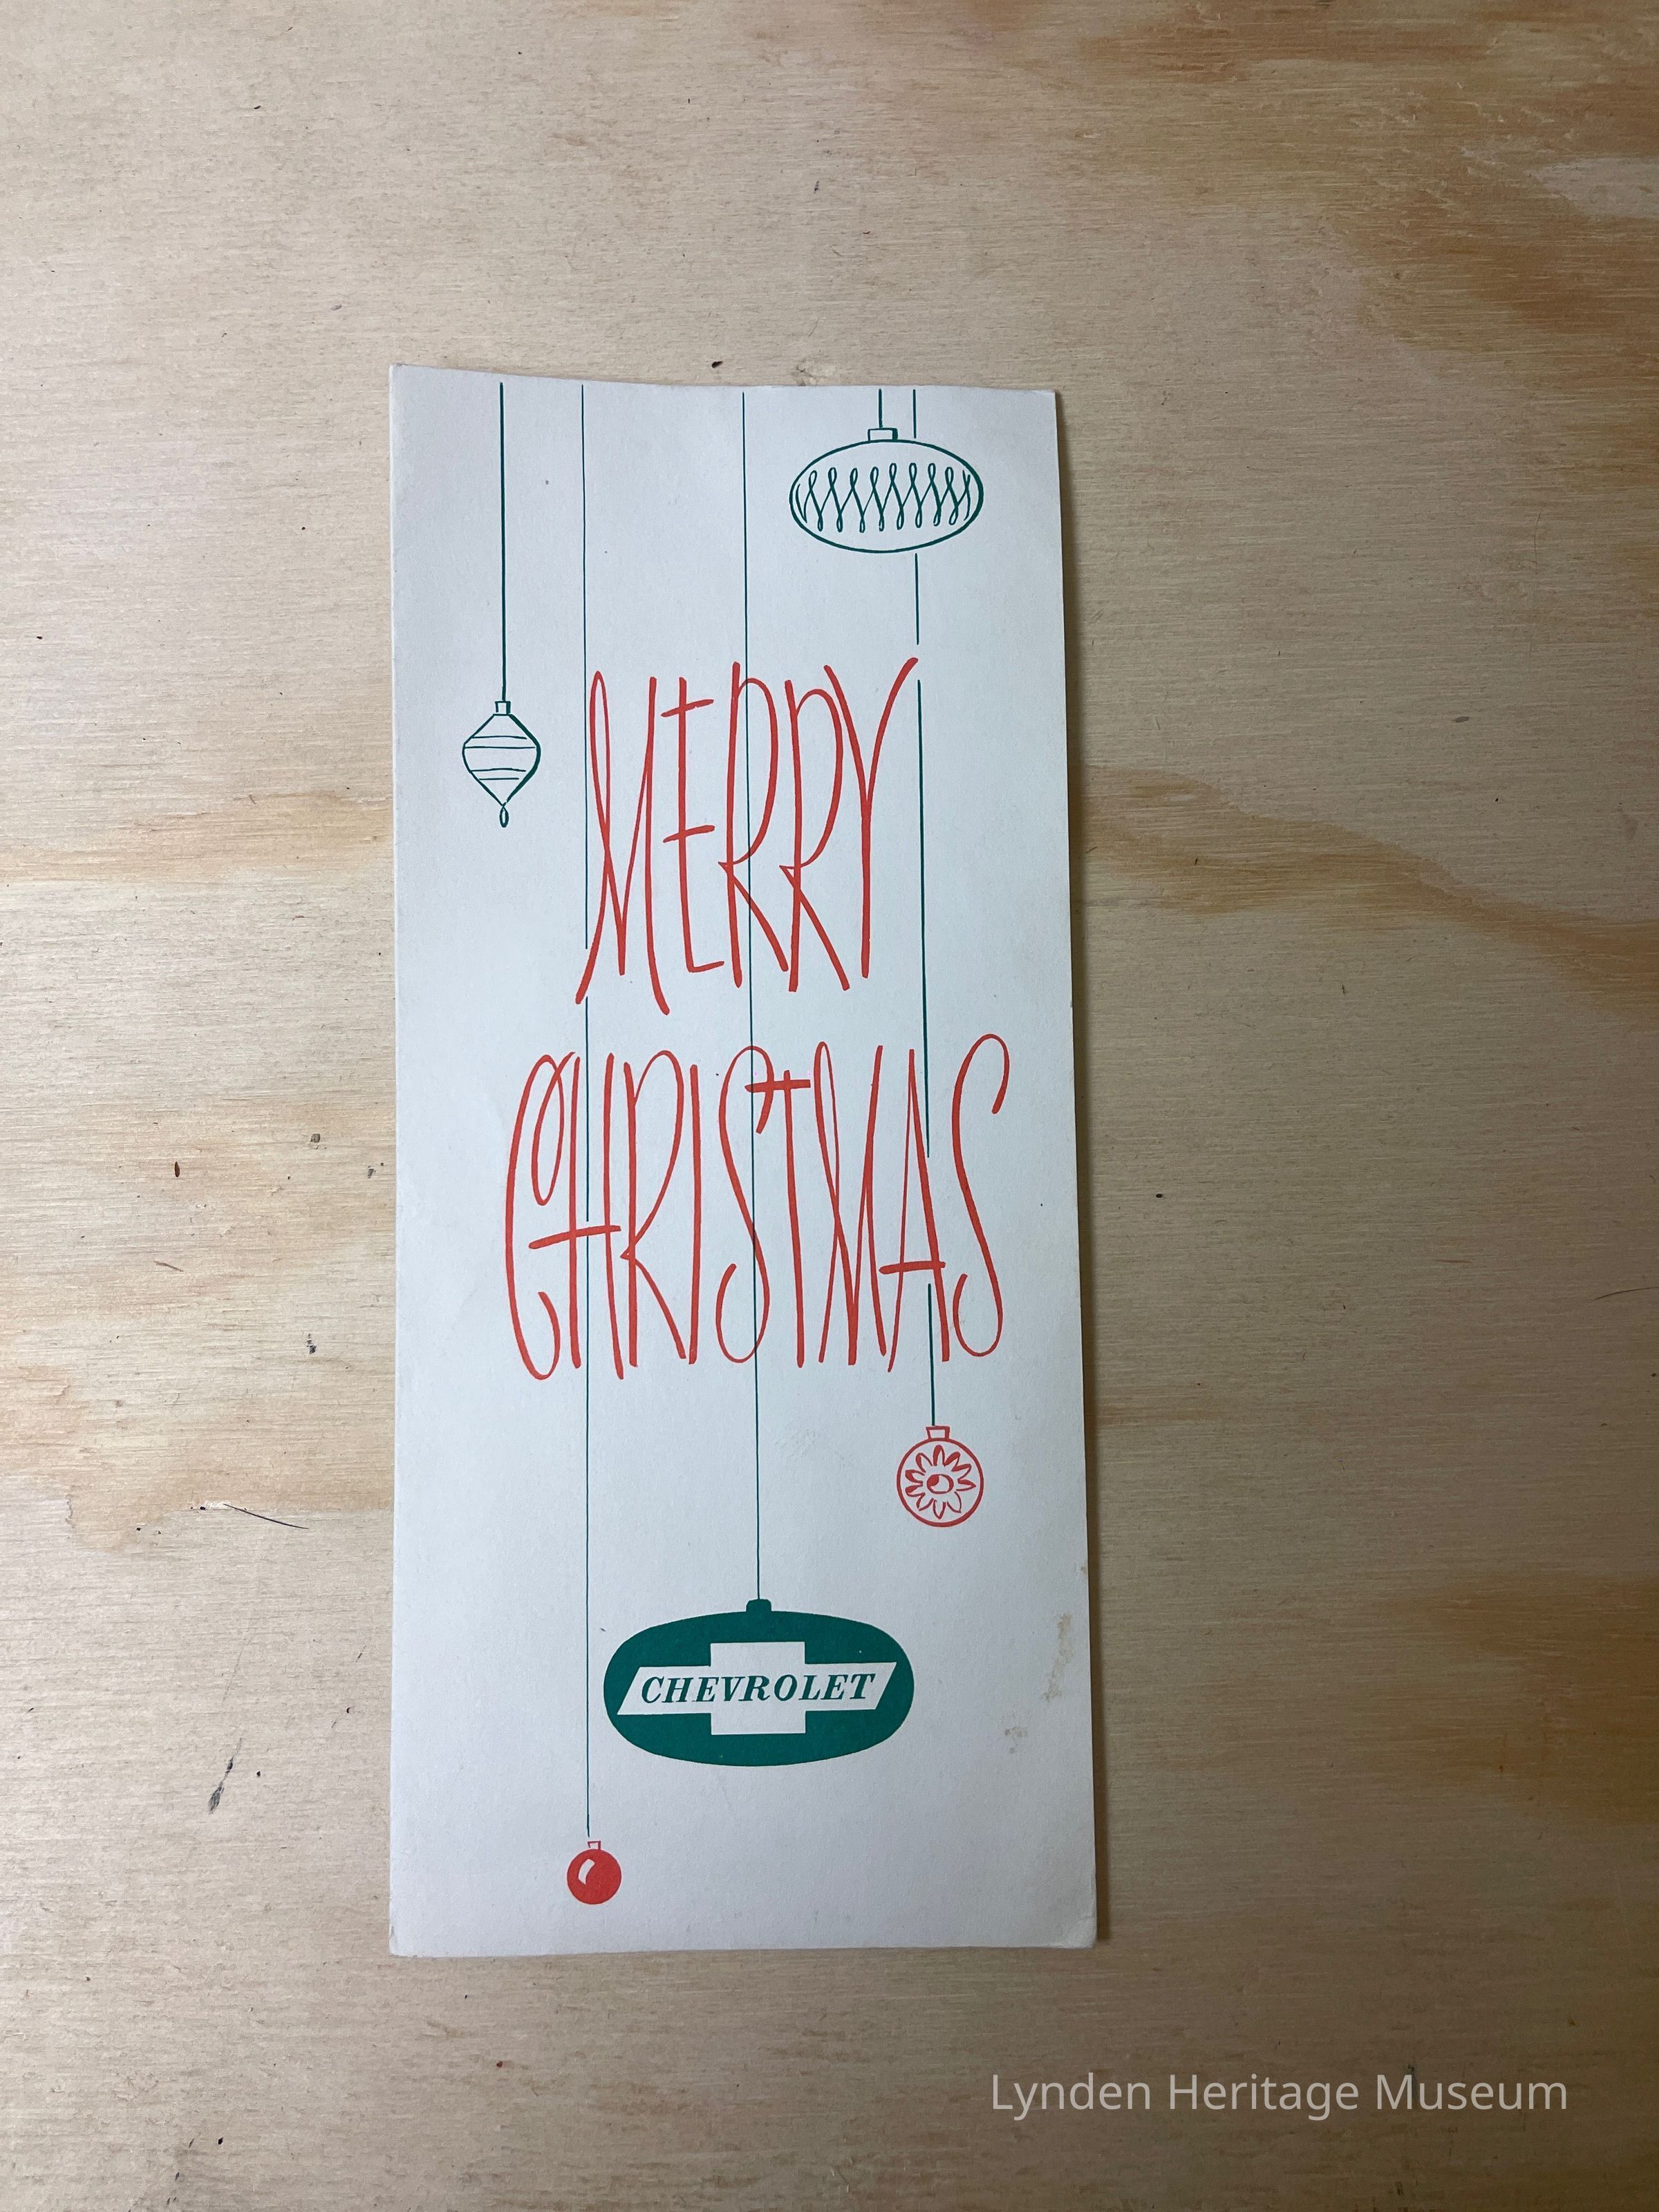 MERRY
CHRISTMAS
CHEVROLET
Lynden Heritage Museum